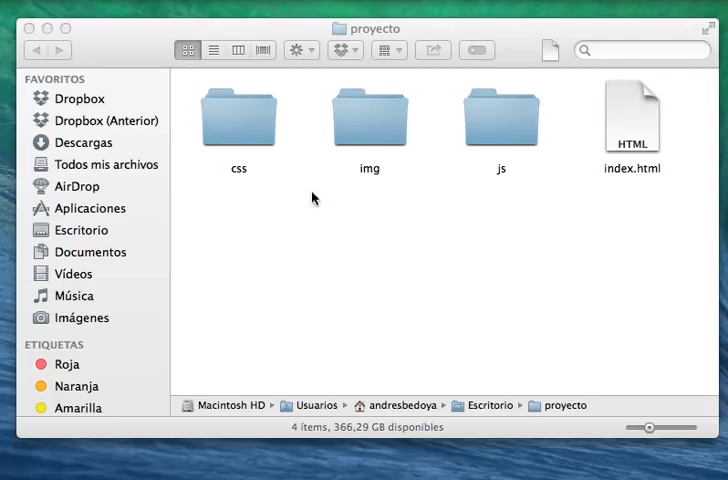 proyecto
FAVORITOS
Dropbox
Dropbox (Anterior)
Descargas
Todos mis archivos
AirDrop
Aplicaciones
Escritorio
Documentos
Vídeos
Música
Imágenes
ETIQUETAS
Roja
Naranja
Amarilla
css img js HTML index.html
Macintosh HD Usuarios andresbedoya Escritorio proyecto
4 ítems, 366,29 GB disponibles